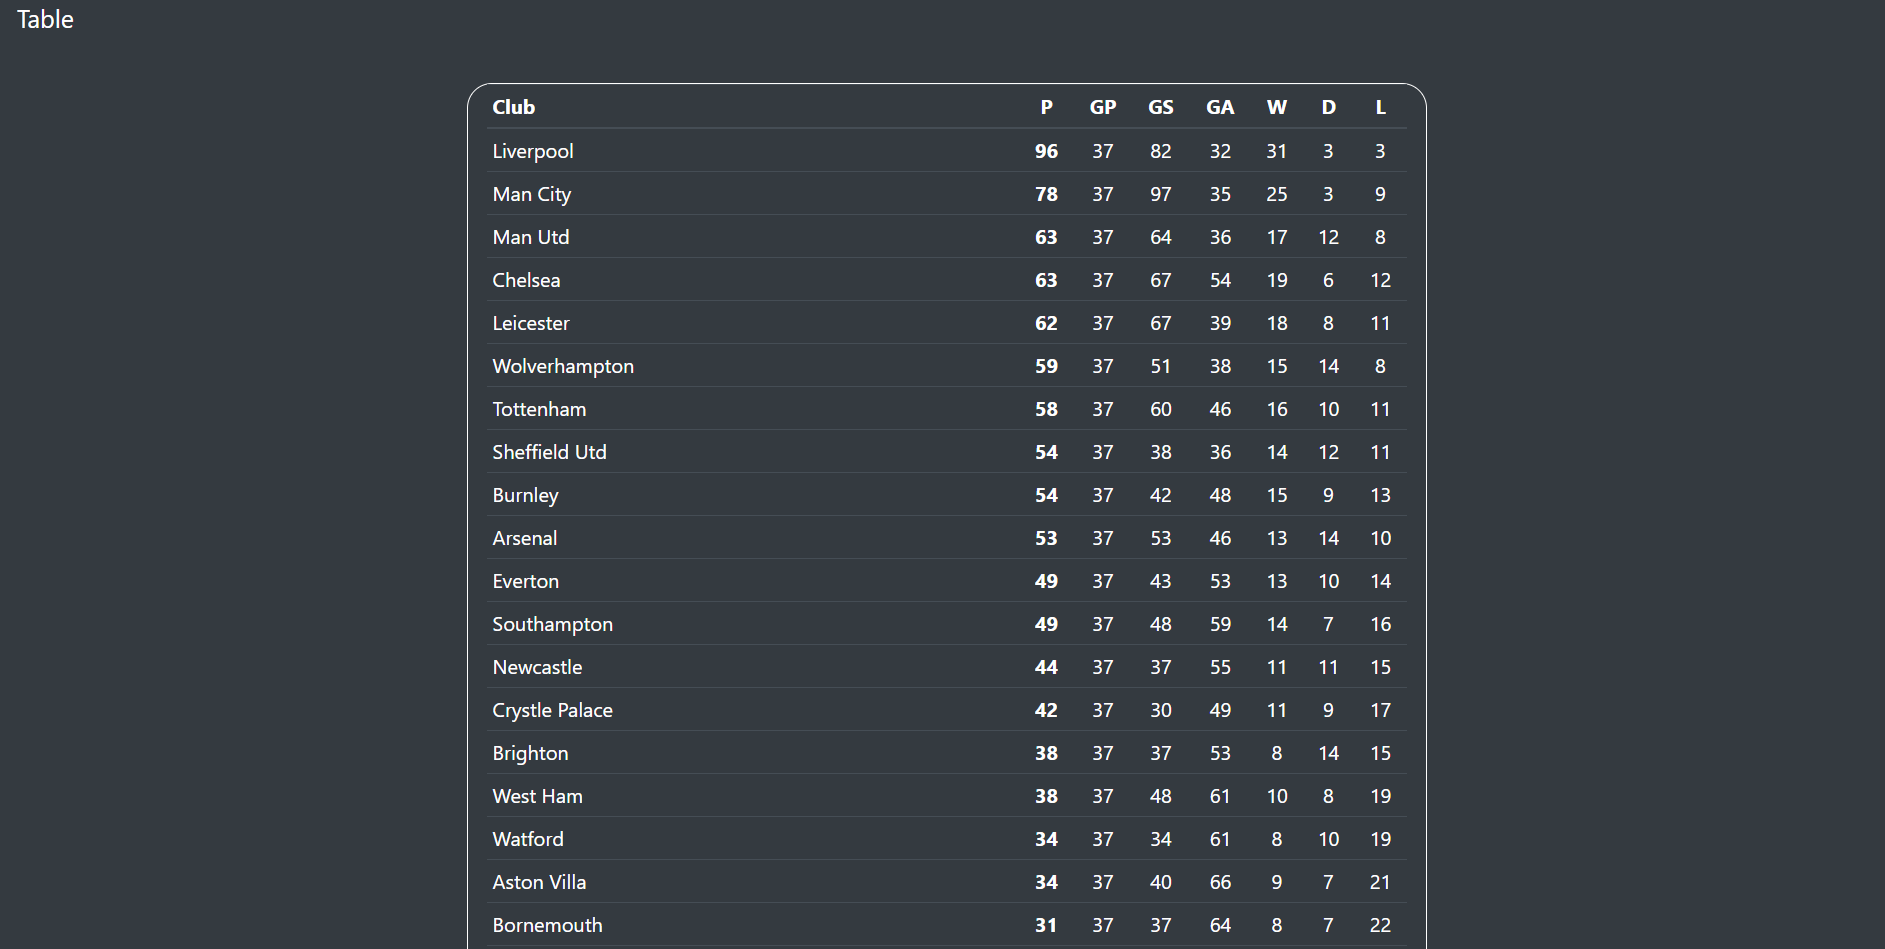 Table
Club P GP GS GA W D L
Liverpool 96 37 82 32 31 3 3
Man City 78 37 97 35 25 3 9
Man Utd 63 37 64 36 17 12 8
Chelsea 63 37 67 54 19 6 12
Leicester 62 37 67 39 18 8 11
Wolverhampton 59 37 51 38 15 14 8
Tottenham 58 37 60 46 16 10 11
Sheffield Utd 54 37 38 36 14 12 11
Burnley 54 37 42 48 15 9 13
Arsenal 53 37 53 46 13 14 10
Everton 49 37 43 53 13 10 14
Southampton 49 37 48 59 14 7 16
Newcastle 44 37 37 55 11 11 15
Crystle Palace 42 37 30 49 11 9 17
Brighton 38 37 37 53 8 14 15
West Ham 38 37 48 61 10 8 19
Watford 34 37 34 61 8 10 19
Aston Villa 34 37 40 66 9 7 21
Bornemouth 31 37 37 64 8 7 22